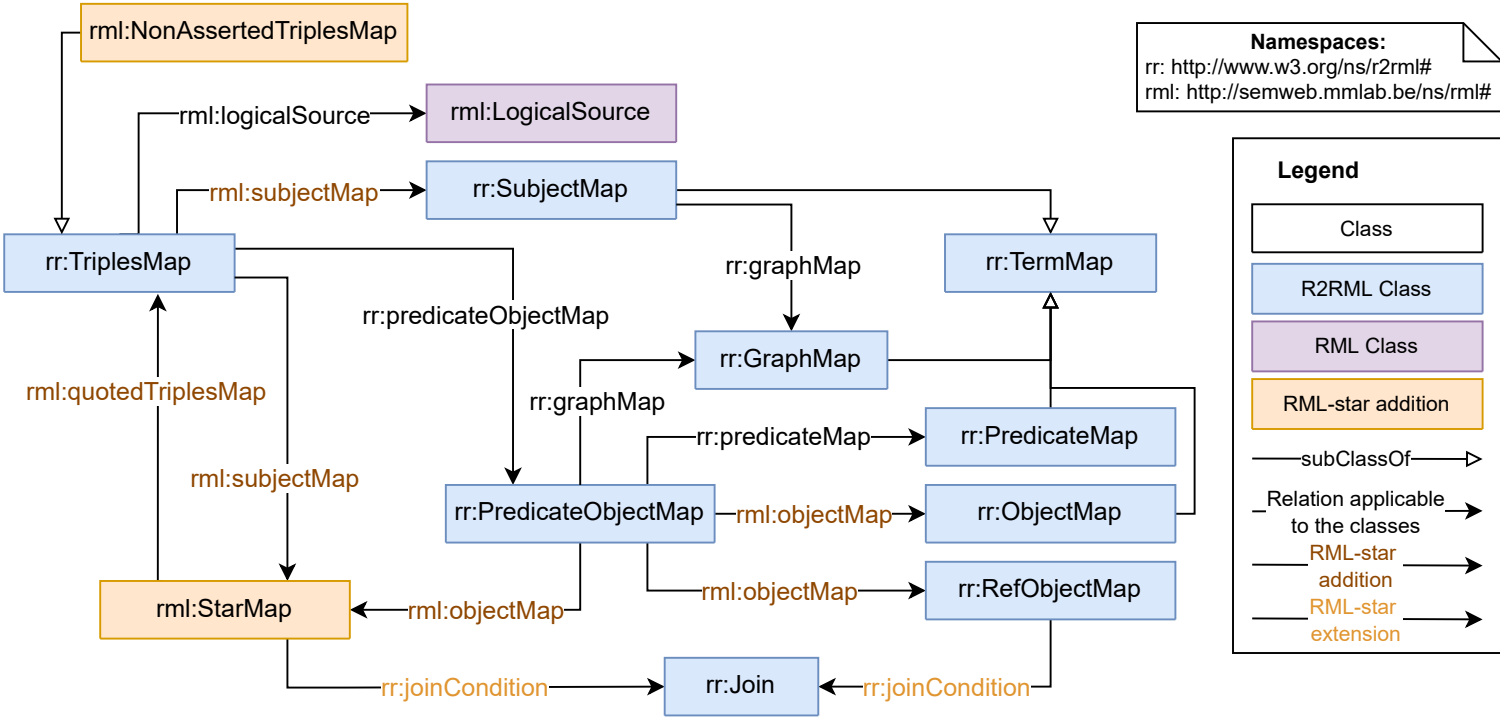 rml:NonAssertedTriplesMap
Namespaces:
rr: http://www.w3.org/ns/r2rml#
rml: http://semweb.mmlab.be/ns/rml#
rml:logicalSource
rml:LogicalSource
rml:subjectMap
rr:SubjectMap
rr:TriplesMap
rr:graphMap
rr:TermMap
rr:predicateObjectMap
rr:GraphMap
rml:quotedTriplesMap
rr:graphMap
rr:predicateMap
rr:PredicateMap
rml:subjectMap
rr:PredicateObjectMap
rml:objectMap
rr:ObjectMap
rml:objectMap
rr:RefObjectMap
rml:StarMap
rml:objectMap
rr:joinCondition
rr:Join
rr:joinCondition
Legend
Class
R2RML Class
RML Class
RML-star addition
subClassOf
Relation applicable
to the classes
RML-star
addition
RML-star
extension